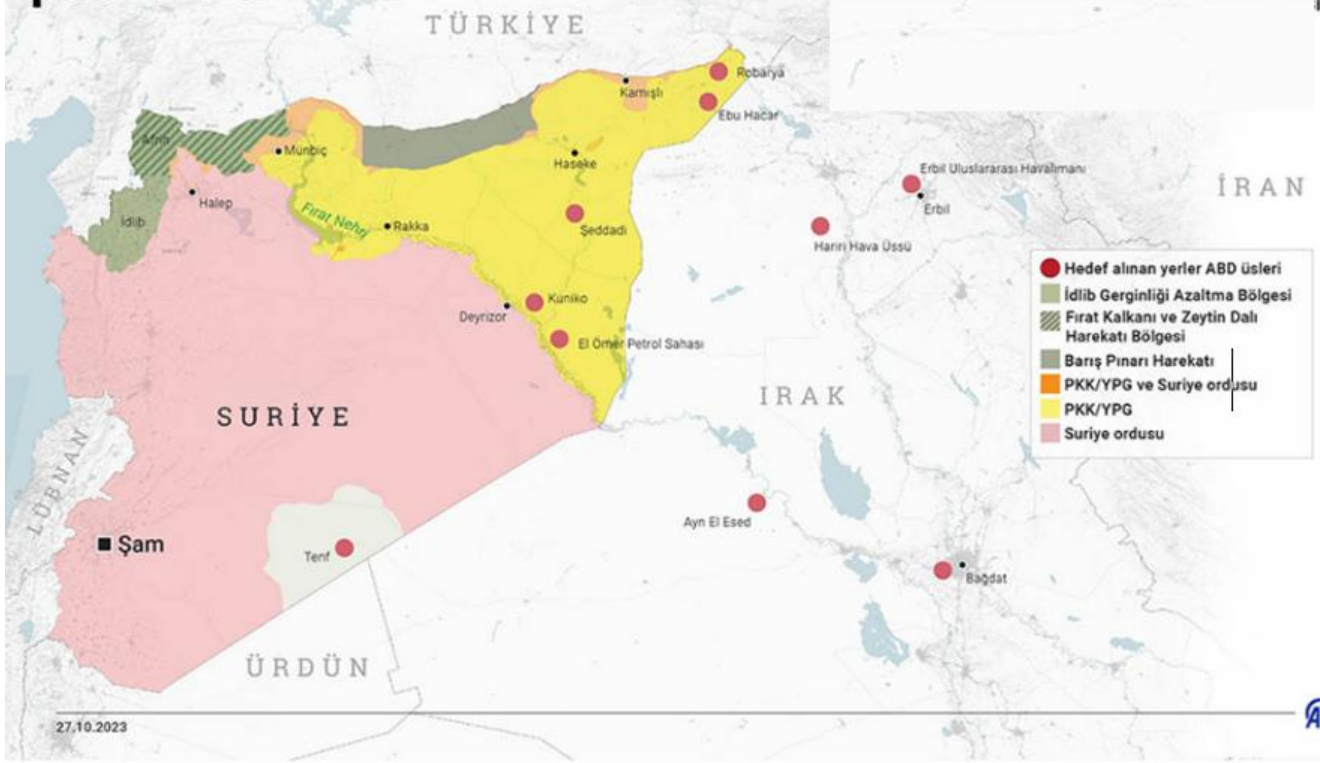 TÜRKİYE
Robarya
Kamışlı
Ebu Hacar
Afrin
Münbiç
Haseke
Erbil Uluslararası Havalimanı
İRAN
Halep
Erbil
İdlib
Fırat Nehri
Rakka
Şeddadi
Hariri Hava Üssü
Hedef alınan yerler ABD üsleri
İdlib Gerginliği Azaltma Bölgesi
Fırat Kalkanı ve Zeytin Dalı
Harekatı Bölgesi
Barış Pınarı Harekatı
PKK/YPG ve Suriye ordusu
PKK/YPG
Suriye ordusu
Kuniko
Deyrizor
El Ömer Petrol Sahası
IRAK
SURİYE
LÜBNAN
Ayn El Esed
Şam
Tenf
Bağdat
ÜRDÜN
27.10.2023